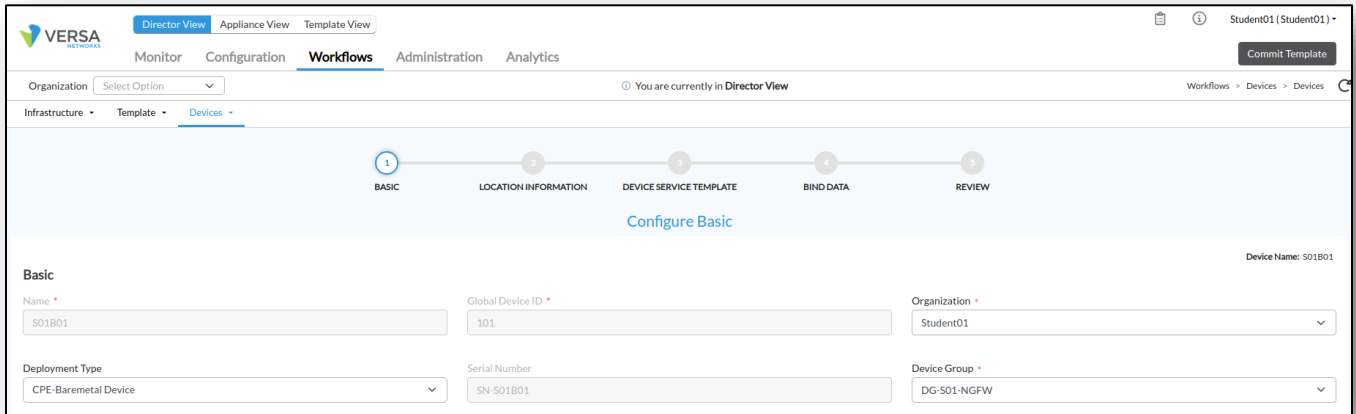 VERSA
NETWORKS
Director View Appliance View Template View
Student01 (Student01)
Monitor Configuration Workflows Administration Analytics
Commit Template
Organization Select Option
You are currently in Director View
Workflows > Devices > Devices
Infrastructure Template Devices
1 2 3 4 5
BASIC LOCATION INFORMATION DEVICE SERVICE TEMPLATE BIND DATA REVIEW
Configure Basic
Device Name: S01B01
Basic
Name * Global Device ID * Organization *
S01B01 101 Student01
Deployment Type Serial Number Device Group *
CPE-Baremetal Device SN-S01B01 DG-S01-NGFW